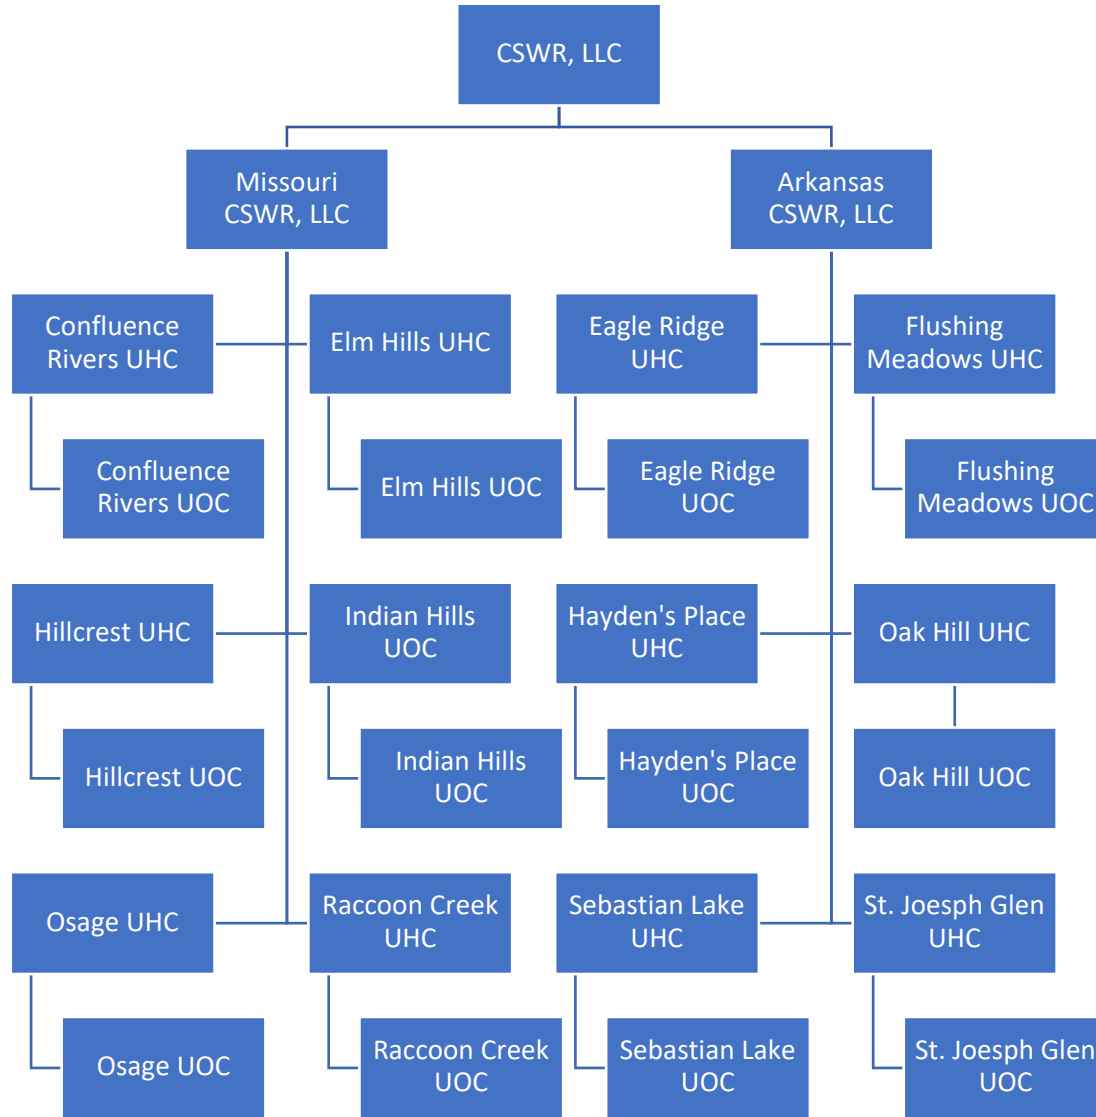 CSWR, LLC
Missouri
CSWR, LLC
Arkansas
CSWR, LLC
Confluence
Rivers UHC
Elm Hills UHC
Eagle Ridge
UHC
Flushing
Meadows UHC
Confluence
Rivers UOC
Elm Hills UOC
Eagle Ridge
UOC
Flushing
Meadows UOC
Hillcrest UHC
Indian Hills
UOC
Hayden's Place
UHC
Oak Hill UHC
Hillcrest UOC
Indian Hills
UOC
Hayden's Place
UOC
Oak Hill UOC
Osage UHC
Raccoon Creek
UHC
Sebastian Lake
UHC
St. Joesph Glen
UHC
Osage UOC
Raccoon Creek
UOC
Sebastian Lake
UOC
St. Joesph Glen
UOC